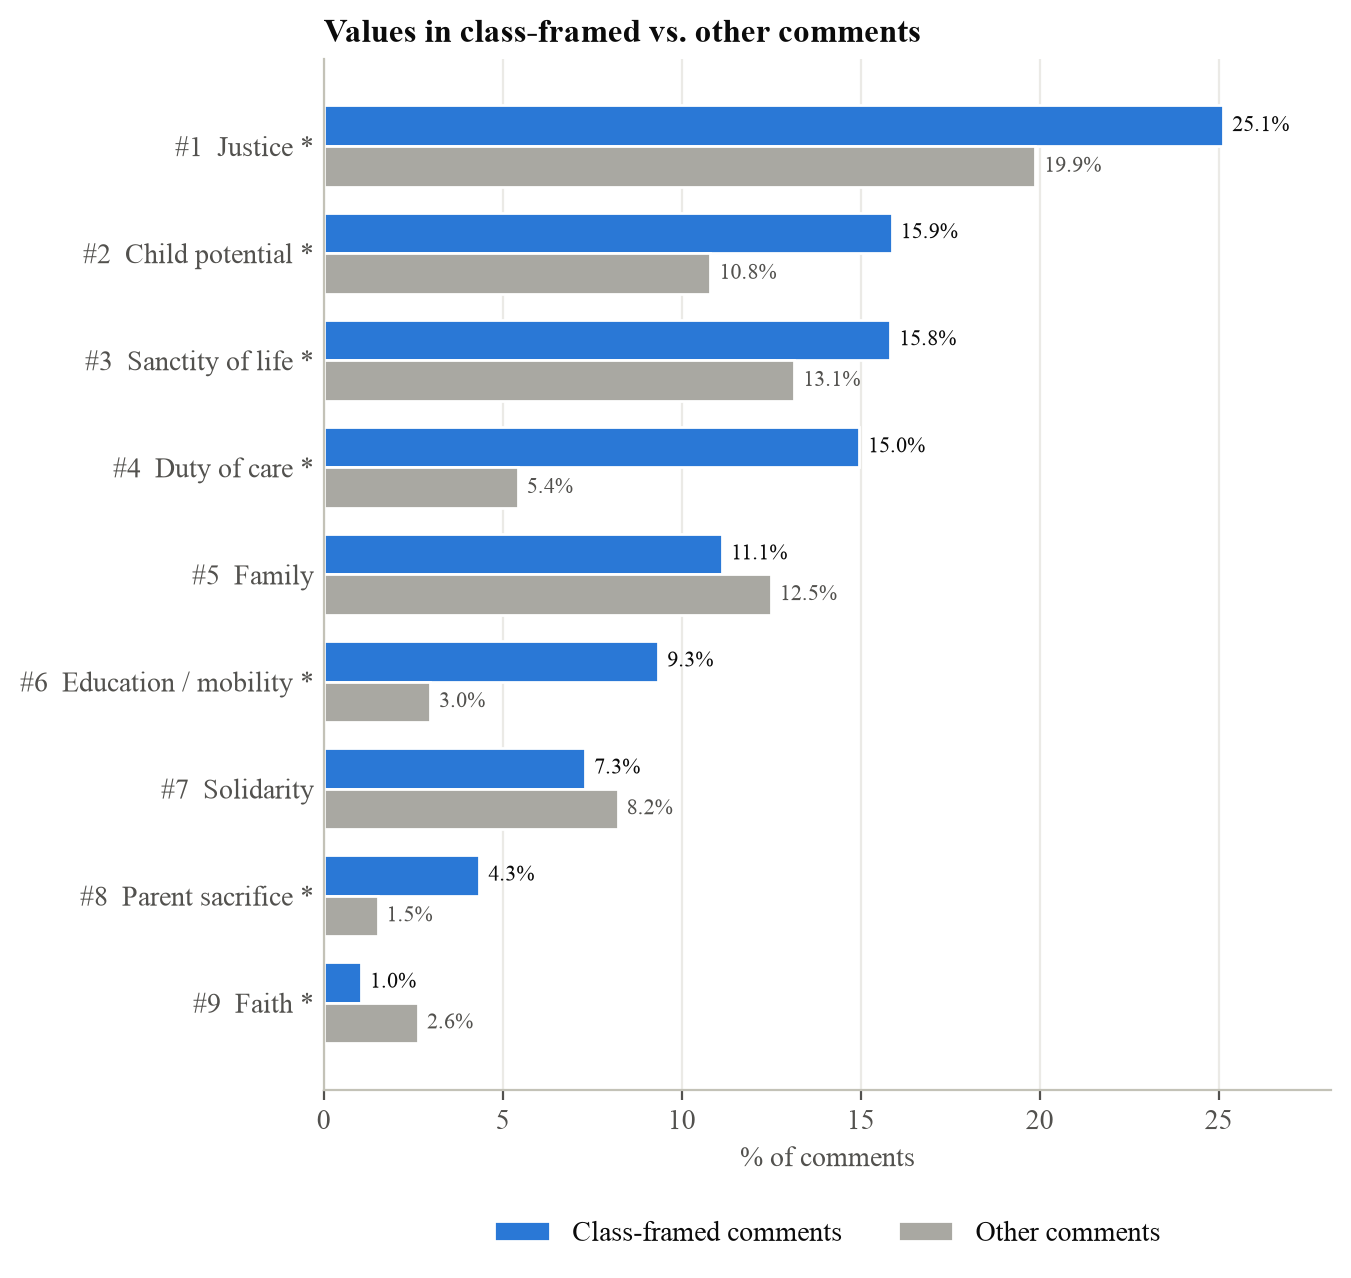 Values in class-framed vs. other comments
#1 Justice *
25.1%
19.9%
#2 Child potential *
15.9%
10.8%
#3 Sanctity of life *
15.8%
13.1%
#4 Duty of care *
15.0%
5.4%
#5 Family
11.1%
12.5%
#6 Education / mobility *
9.3%
3.0%
#7 Solidarity
7.3%
8.2%
#8 Parent sacrifice *
4.3%
1.5%
#9 Faith *
1.0%
2.6%
0 5 10 15 20 25
% of comments
Class-framed comments Other comments